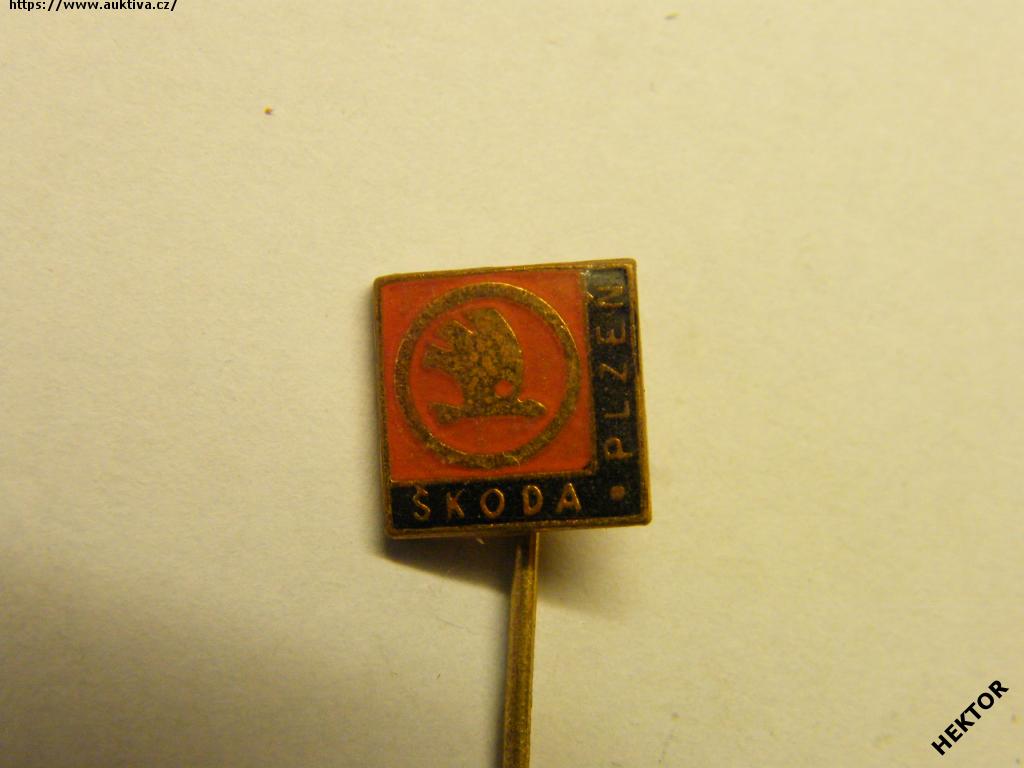 https://www.auktiva.cz/
ŠKODA • PLZEŇ
HEKTOR